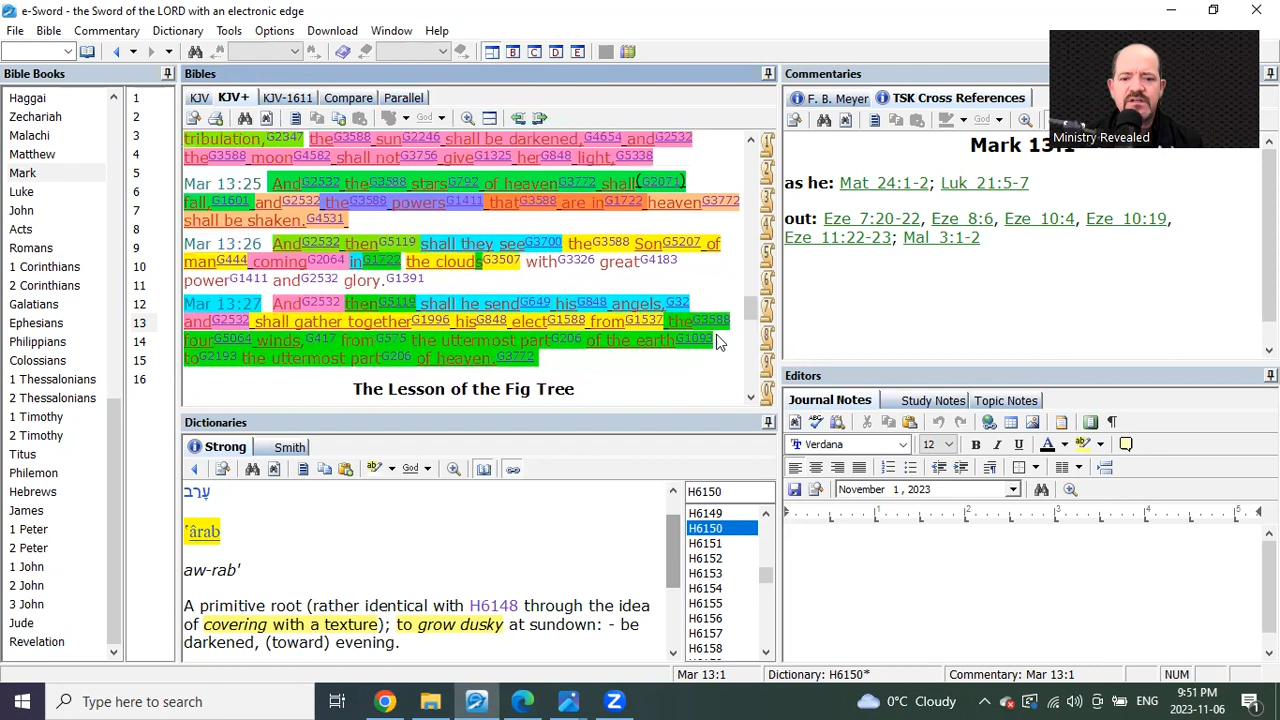 e-Sword - the Sword of the LORD with an electronic edge
File Bible Commentary Dictionary Tools Options Download Window Help
B C D E
Bible Books
Haggai
Zechariah
Malachi
Matthew
Mark
Luke
John
Acts
Romans
1 Corinthians
2 Corinthians
Galatians
Ephesians
Philippians
Colossians
1 Thessalonians
2 Thessalonians
1 Timothy
2 Timothy
Titus
Philemon
Hebrews
James
1 Peter
2 Peter
1 John
2 John
3 John
Jude
Revelation
1
2
3
4
5
6
7
8
9
10
11
12
13
14
15
16
Bibles
KJV KJV+ KJV-1611 Compare Parallel
God
tribulation,G2347 theG3588 sunG2246 shall be darkened,G4654 andG2532
theG3588 moonG4582 shall notG3756 giveG1325 herG848 light,G5338
Mar 13:25 AndG2532 theG3588 starsG792 of heavenG3772 shall(G2071)
fall,G1601 andG2532 theG3588 powersG1411 thatG3588 are inG1722 heavenG3772
shall be shaken.G4531
Mar 13:26 AndG2532 thenG5119 shall they seeG3700 theG3588 SonG5207 of
manG444 comingG2064 inG1722 the cloudsG3507 withG3326 greatG4183
powerG1411 andG2532 glory.G1391
Mar 13:27 AndG2532 thenG5119 shall he sendG649 hisG848 angels,G32
andG2532 shall gather togetherG1996 hisG848 electG1588 fromG1537 theG3588
fourG5064 winds,G417 fromG575 the uttermost partG206 of the earthG1093
toG2193 the uttermost partG206 of heaven.G3772
The Lesson of the Fig Tree
Dictionaries
Strong Smith
God
עָרַב
‛ârab
aw-rab'
A primitive root (rather identical with H6148 through the idea
of covering with a texture); to grow dusky at sundown: - be
darkened, (toward) evening.
H6150
H6149
H6150
H6151
H6152
H6153
H6154
H6155
H6156
H6157
H6158
Commentaries
F. B. Meyer TSK Cross References
God
Mark 13:1
as he: Mat 24:1-2; Luk 21:5-7
out: Eze 7:20-22, Eze 8:6, Eze 10:4, Eze 10:19,
Eze 11:22-23; Mal 3:1-2
Ministry Revealed
Editors
Journal Notes Study Notes Topic Notes
Verdana 12 B I U A
November 1, 2023
1 2 3 4 5
Mar 13:1 Dictionary: H6150* Commentary: Mar 13:1 NUM
Type here to search
0°C Cloudy ENG 9:51 PM
2023-11-06 1